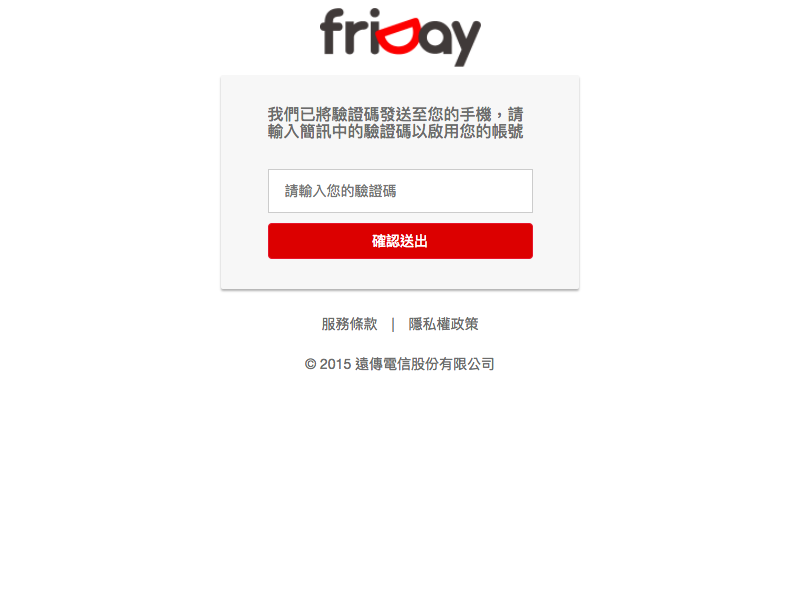 friDay
我們已將驗證碼發送至您的手機，請
輸入簡訊中的驗證碼以啟用您的帳號
請輸入您的驗證碼
確認送出
服務條款 | 隱私權政策
© 2015 遠傳電信股份有限公司